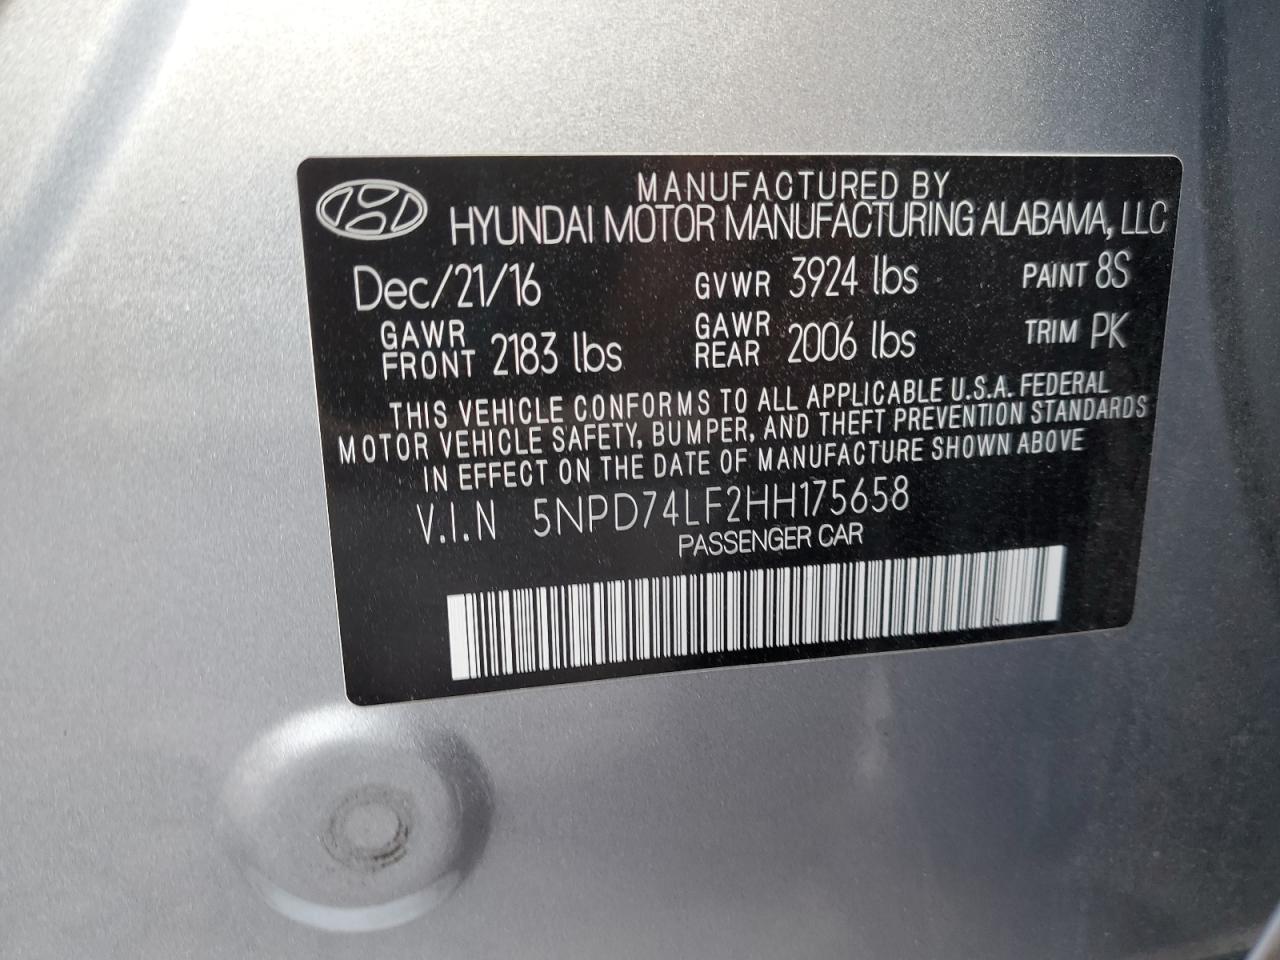 MANUFACTURED BY
HYUNDAI MOTOR MANUFACTURING ALABAMA, LLC
Dec/21/16 GVWR 3924 lbs PAINT 8S
GAWR FRONT 2183 lbs GAWR REAR 2006 lbs TRIM PK
THIS VEHICLE CONFORMS TO ALL APPLICABLE U.S.A. FEDERAL
MOTOR VEHICLE SAFETY, BUMPER, AND THEFT PREVENTION STANDARDS
IN EFFECT ON THE DATE OF MANUFACTURE SHOWN ABOVE
V.I.N 5NPD74LF2HH175658
PASSENGER CAR